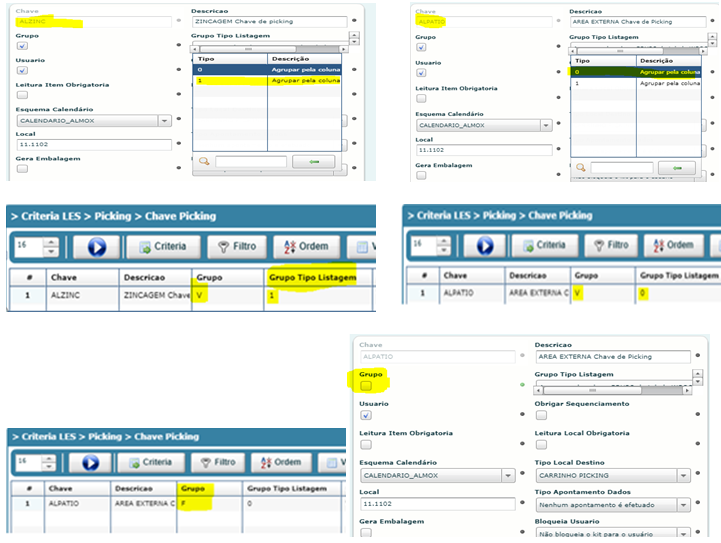 Chave
ALZINC
Descricao
ZINCAGEM Chave de picking
Grupo
Grupo Tipo Listagem
Usuario
Tipo
Descrição
0
Agrupar pela coluna
1
Agrupar pela coluna
Leitura Item Obrigatoria
Esquema Calendário
CALENDARIO_ALMOX
Local
11.1102
Gera Embalagem
Chave
ALPATIO
Descricao
AREA EXTERNA Chave de Picking
Grupo
Grupo Tipo Listagem
Usuario
Tipo
Descrição
0
Agrupar pela coluna
1
Agrupar pela coluna
Leitura Item Obrigatoria
Esquema Calendário
CALENDARIO_ALMOX
Local
11.1102
Gera Embalagem
> Criteria LES > Picking > Chave Picking
16
Criteria
Filtro
Ordem
V
# Chave Descricao Grupo Grupo Tipo Listagem
1 ALZINC ZINCAGEM Chave V 1
> Criteria LES > Picking > Chave Picking
16
Criteria
Filtro
Ordem
# Chave Descricao Grupo Grupo Tipo Listagem
1 ALPATIO AREA EXTERNA C V 0
> Criteria LES > Picking > Chave Picking
16
Criteria
Filtro
Ordem
V
# Chave Descricao Grupo Grupo Tipo Listagem
1 ALPATIO AREA EXTERNA C F 0
Chave
ALPATIO
Descricao
AREA EXTERNA Chave de Picking
Grupo
Grupo Tipo Listagem
Usuario
Obrigar Sequenciamento
Leitura Item Obrigatoria
Leitura Local Obrigatoria
Esquema Calendário
CALENDARIO_ALMOX
Tipo Local Destino
CARRINHO PICKING
Local
11.1102
Tipo Apontamento Dados
Nenhum apontamento é efetuado
Gera Embalagem
Bloqueia Usuario
Não bloqueia o kit para o usuário